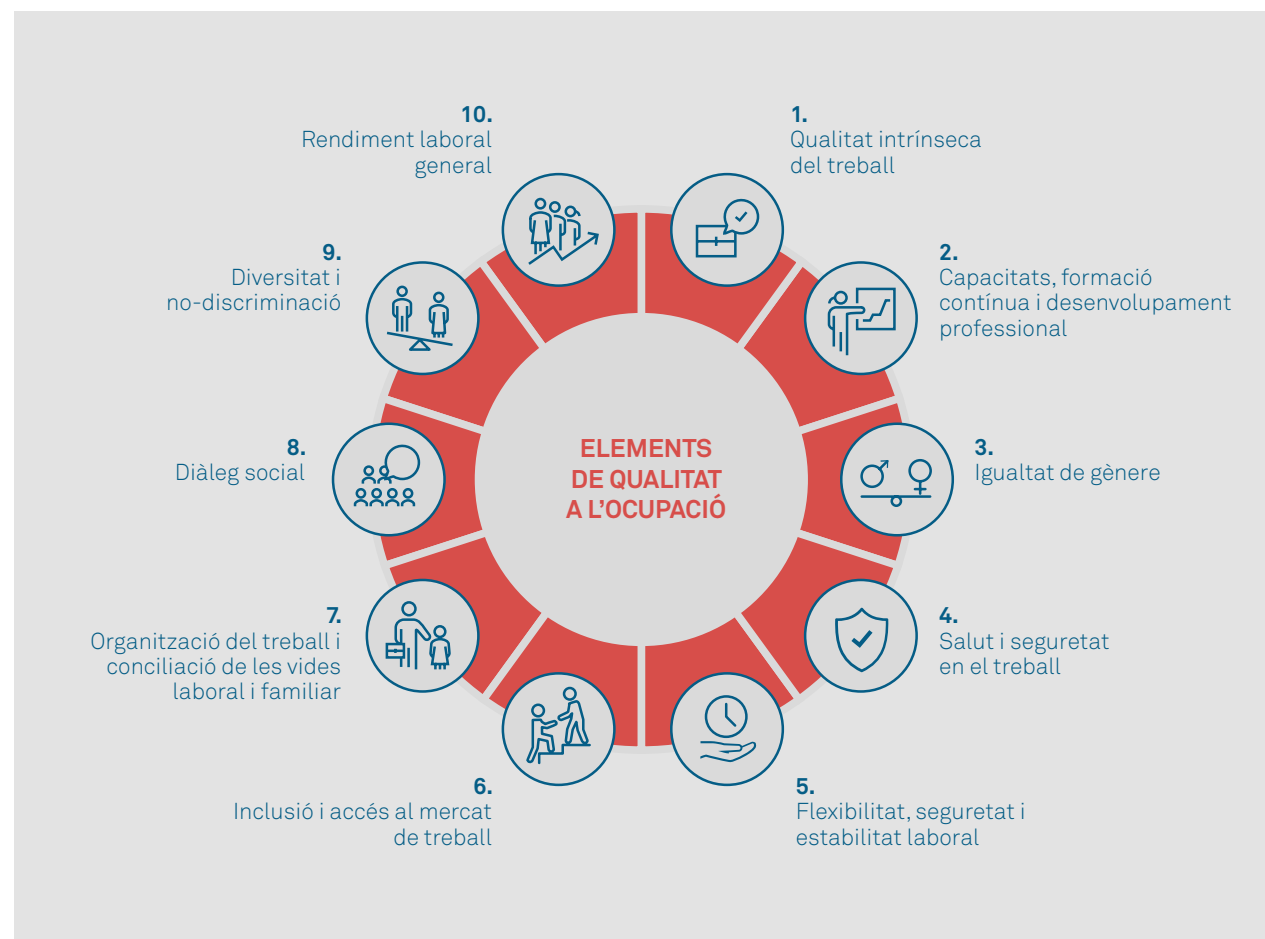 ELEMENTS
DE QUALITAT
A L'OCUPACIÓ
1.
Qualitat intrínseca
del treball
2.
Capacitats, formació
contínua i desenvolupament
professional
3.
Igualtat de gènere
4.
Salut i seguretat
en el treball
5.
Flexibilitat, seguretat i
estabilitat laboral
6.
Inclusió i accés al mercat
de treball
7.
Organització del treball i
conciliació de les vides
laboral i familiar
8.
Diàleg social
9.
Diversitat i
no-discriminació
10.
Rendiment laboral
general